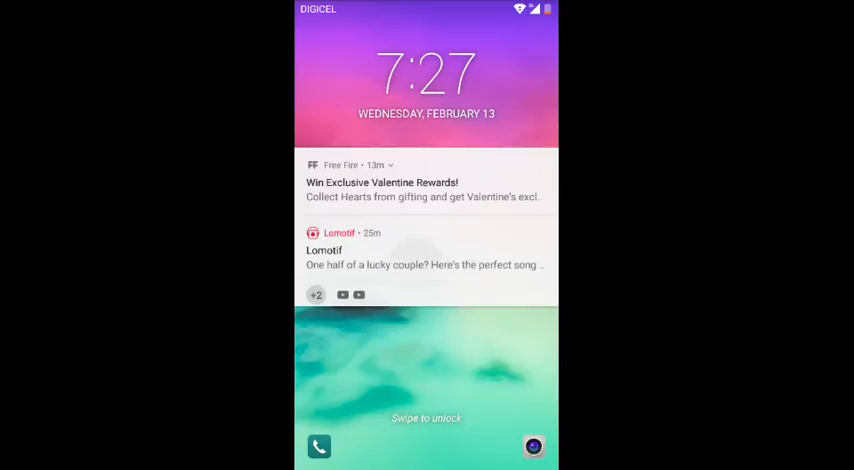 DIGICEL
7:27
WEDNESDAY, FEBRUARY 13
FF Free Fire • 13m
Win Exclusive Valentine Rewards!
Collect Hearts from gifting and get Valentine's excl..
Lomotif • 25m
Lomotif
One half of a lucky couple? Here's the perfect song ..
+2
Swipe to unlock